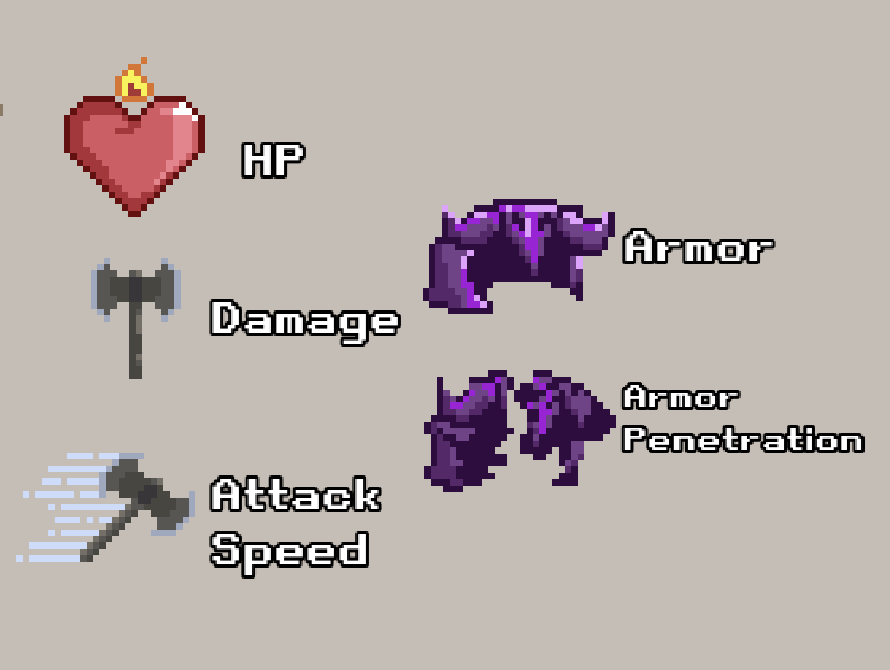 HP
Damage
Attack
Speed
Armor
Armor
Penetration